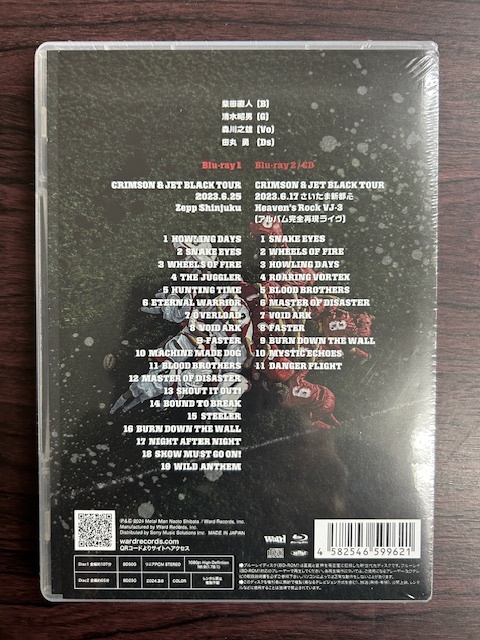 柴田直人 (B)
清水昭男 (G)
森川之雄 (Vo)
田丸 勇 (Ds)
Blu-ray 1
CRIMSON & JET BLACK TOUR
2023.6.25
Zepp Shinjuku
1 HOWLING DAYS
2 SNAKE EYES
3 WHEELS OF FIRE
4 THE JUGGLER
5 HUNTING TIME
6 ETERNAL WARRIOR
7 OVERLOAD
8 VOID ARK
9 FASTER
10 MACHINE MADE DOG
11 BLOOD BROTHERS
12 MASTER OF DISASTER
13 SHOUT IT OUT!
14 BOUND TO BREAK
15 STEELER
16 BURN DOWN THE WALL
17 NIGHT AFTER NIGHT
18 SHOW MUST GO ON!
19 WILD ANTHEM
Blu-ray 2 / CD
CRIMSON & JET BLACK TOUR
2023.6.17 さいたま新都心
Heaven's Rock VJ-3
[アルバム完全再現ライヴ]
1 SNAKE EYES
2 WHEELS OF FIRE
3 HOWLING DAYS
4 ROARING VORTEX
5 BLOOD BROTHERS
6 MASTER OF DISASTER
7 VOID ARK
8 FASTER
9 BURN DOWN THE WALL
10 MYSTIC ECHOES
11 DANGER FLIGHT
P.& C 2024 Metal Man Naoto Shibata / Ward Records, Inc.
Manufactured by Ward Records, Inc.
Distributed by Sony Music Solutions Inc. MADE IN JAPAN
wardrecords.com
QRコードよりサイトへアクセス
Ward
Blu-ray Disc
4 582546 599621